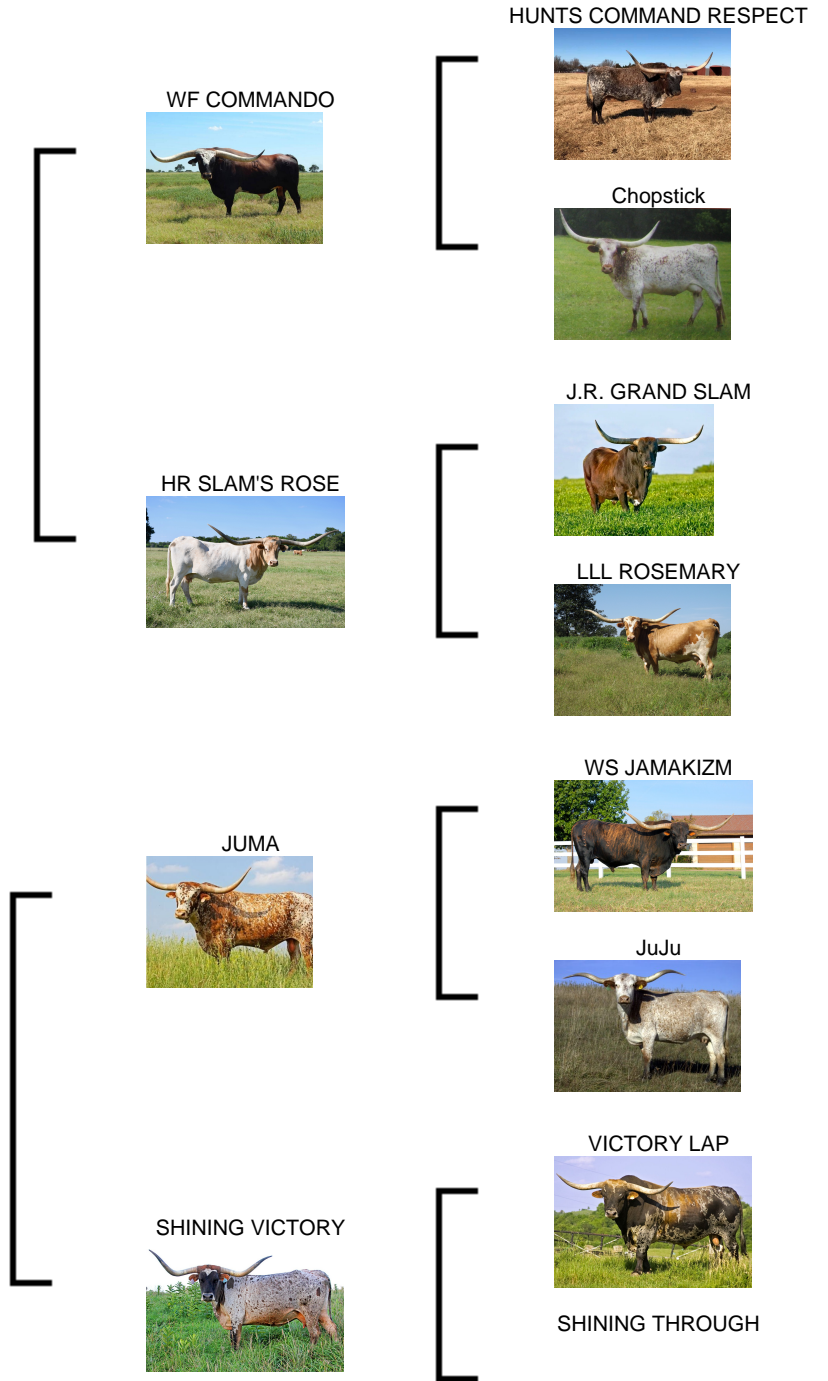 HUNTS COMMAND RESPECT
WF COMMANDO
Chopstick
J.R. GRAND SLAM
HR SLAM'S ROSE
LLL ROSEMARY
WS JAMAKIZM
JUMA
JuJu
VICTORY LAP
SHINING VICTORY
SHINING THROUGH